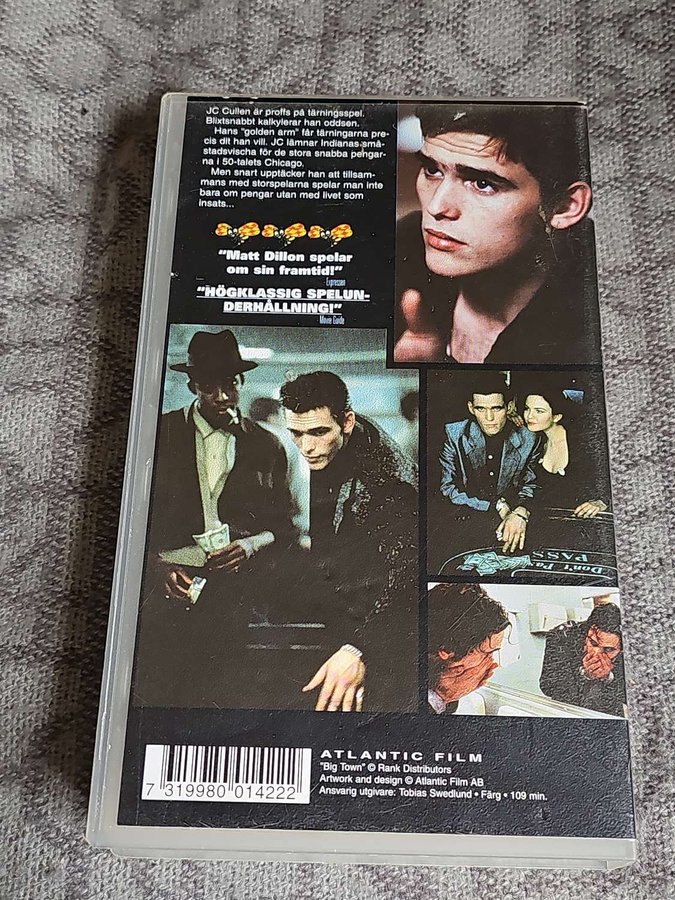 JC Cullen är proffs på tärningsspel.
Blixtsnabbt kalkylerar han oddsen.
Hans "golden arm" får tärningarna pre-
cis dit han vill. JC lämnar Indianas små-
stadsvischa för de stora snabba pengar-
na i 50-talets Chicago.
Men snart upptäcker han att tillsam-
mans med storspelarna spelar man inte
bara om pengar utan med livet som
insats...
"Matt Dillon spelar
om sin framtid!"
Expressen
"HÖGKLASSIG SPELUN-
DERHÅLLNING!"
Movie Guide
PASS
Don't Pass
ATLANTIC FILM
"Big Town" © Rank Distributors
Artwork and design © Atlantic Film AB
Ansvarig utgivare: Tobias Swedlund • Färg • 109 min.
7 319980 014222